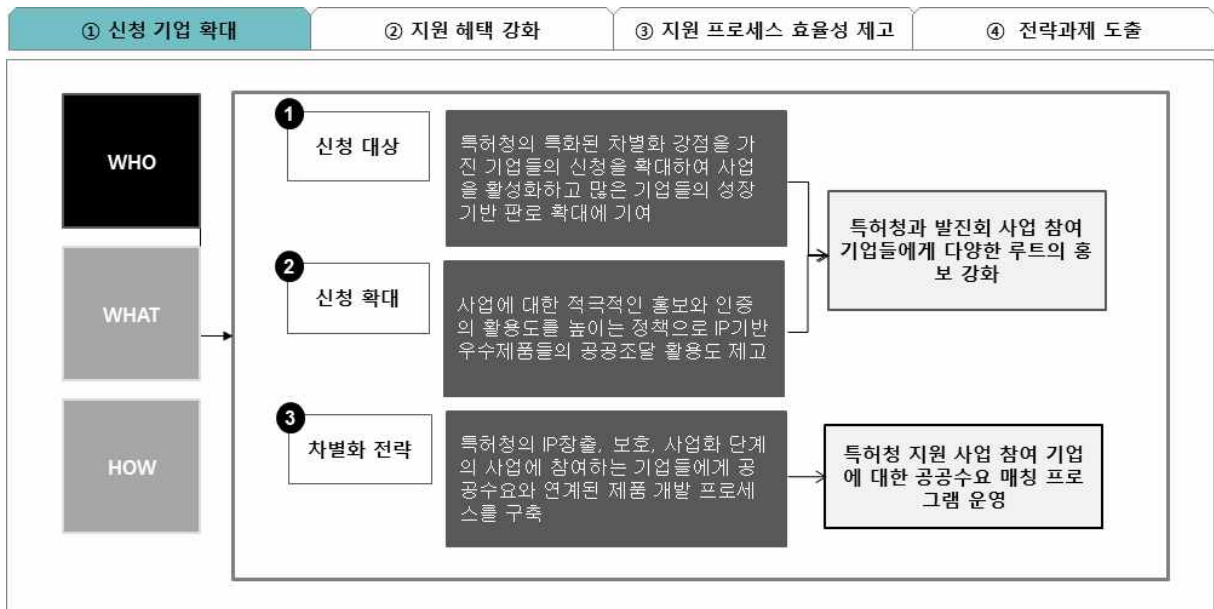 ① 신청 기업 확대
② 지원 혜택 강화
③ 지원 프로세스 효율성 제고
④ 전략과제 도출
WHO
WHAT
HOW
1
신청 대상
특허청의 특화된 차별화 강점을 가
진 기업들의 신청을 확대하여 사업
을 활성화하고 많은 기업들의 성장
기반 판로 확대에 기여
2
신청 확대
사업에 대한 적극적인 홍보와 인증
의 활용도를 높이는 정책으로 IP기반
우수제품들의 공공조달 활용도 제고
특허청과 발진회 사업 참여
기업들에게 다양한 루트의 홍
보 강화
3
차별화 전략
특허청의 IP창출, 보호, 사업화 단계
의 사업에 참여하는 기업들에게 공
공수요와 연계된 제품 개발 프로세
스를 구축
특허청 지원 사업 참여 기업
에 대한 공공수요 매칭 프로
그램 운영